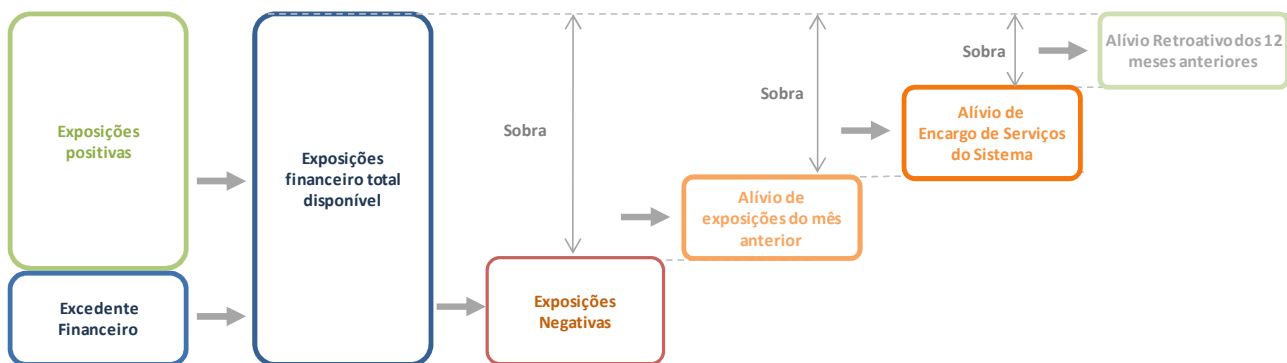 Exposições
positivas
Excedente
Financeiro
Exposições
financeiro total
disponível
Sobra
Exposições
Negativas
Sobra
Alívio de
exposições do mês
anterior
Sobra
Alívio de
Encargo de Serviços
do Sistema
Alívio Retroativo dos 12
meses anteriores